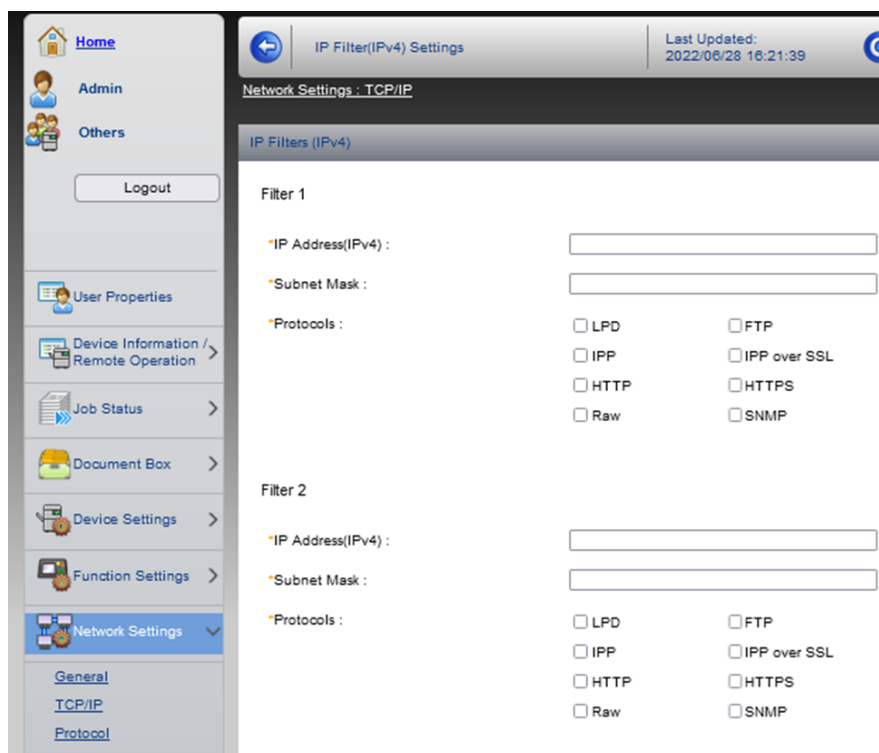 Home
Admin
Others
Logout
User Properties
Device Information /
Remote Operation
Job Status
Document Box
Device Settings
Function Settings
Network Settings
General
TCP/IP
Protocol
IP Filter(IPv4) Settings
Last Updated:
2022/06/28 16:21:39
Network Settings : TCP/IP
IP Filters (IPv4)
Filter 1
*IP Address(IPv4) :
*Subnet Mask :
*Protocols :
LPD FTP
IPP IPP over SSL
HTTP HTTPS
Raw SNMP
Filter 2
*IP Address(IPv4) :
*Subnet Mask :
*Protocols :
LPD FTP
IPP IPP over SSL
HTTP HTTPS
Raw SNMP